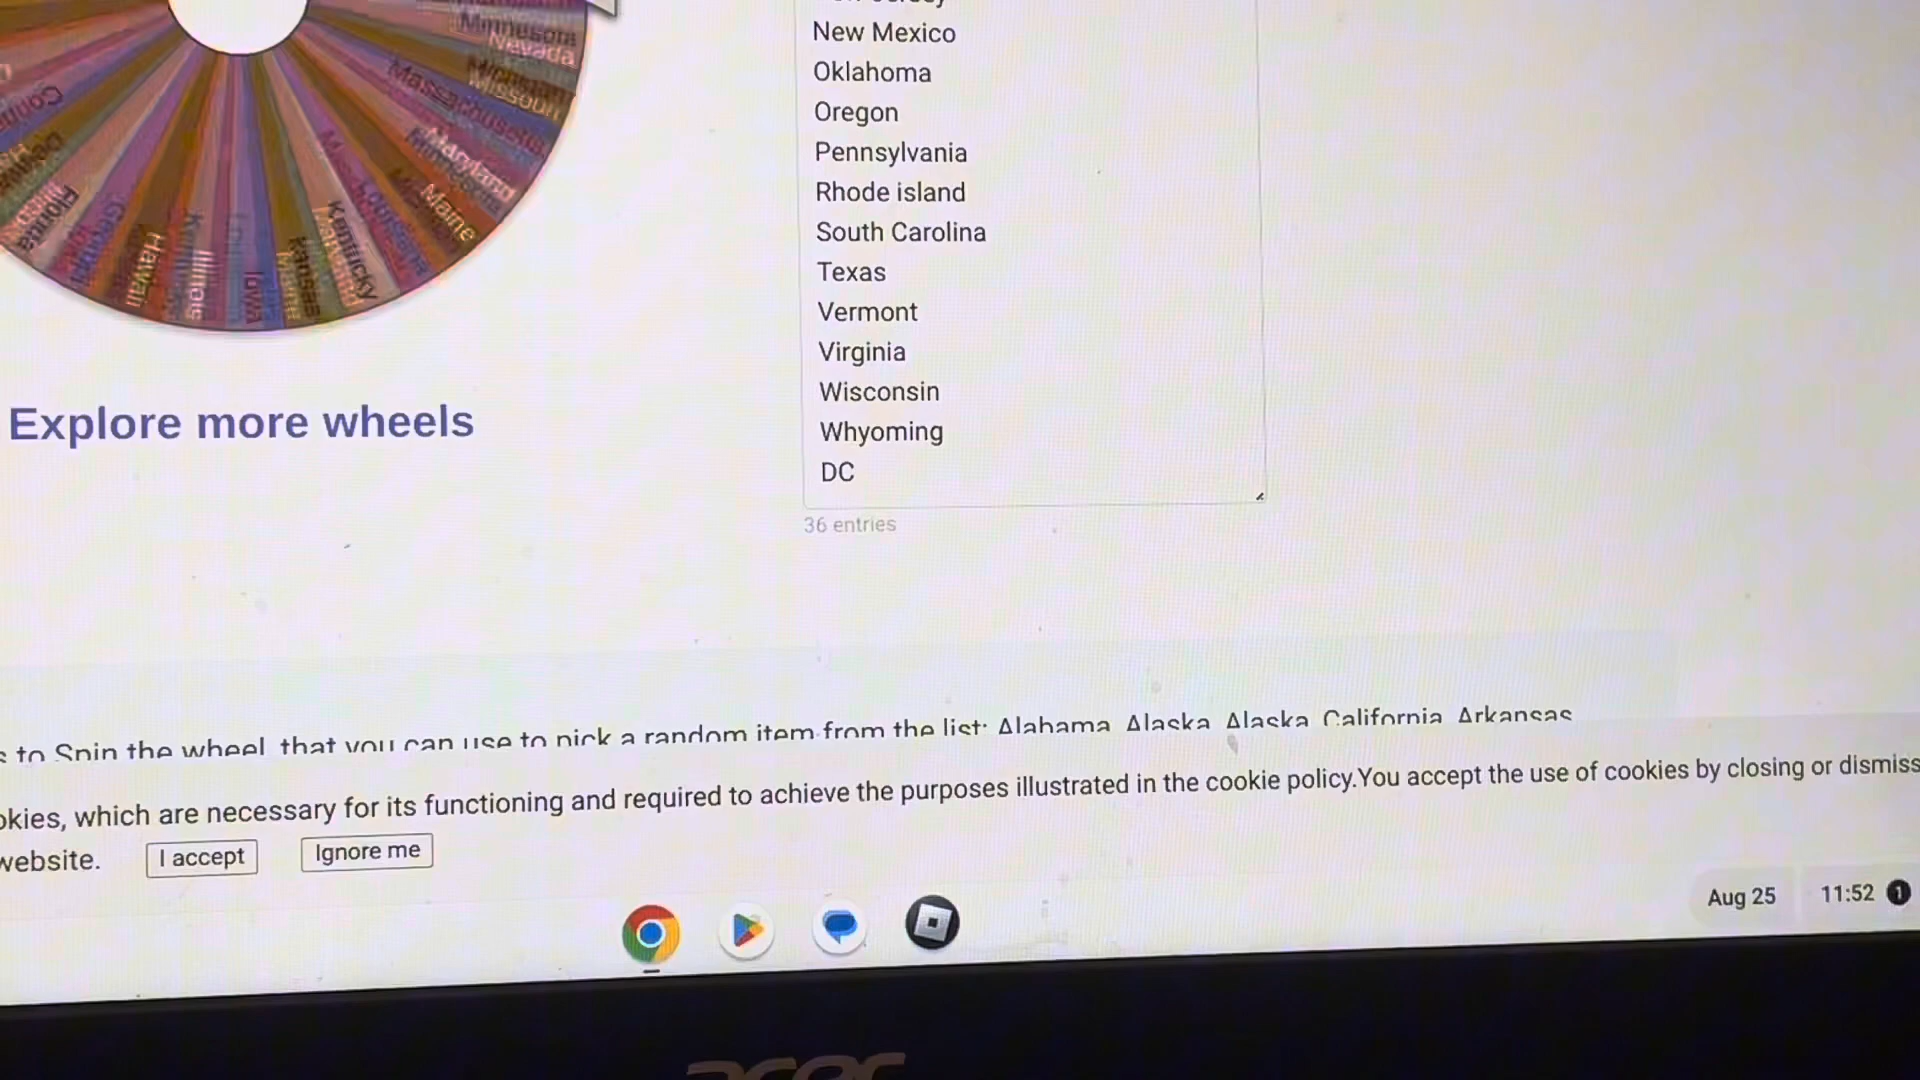 Minnesota
Nevada
Missouri
Massachusetts
Maryland
Maine
Kentucky
Kansas
Iowa
Illinois
Hawaii
Florida
New Mexico
Oklahoma
Oregon
Pennsylvania
Rhode island
South Carolina
Texas
Vermont
Virginia
Wisconsin
Whyoming
DC
36 entries
Explore more wheels
to Spin the wheel that you can use to pick a random item from the list: Alabama Alaska Alaska California Arkansas
okies, which are necessary for its functioning and required to achieve the purposes illustrated in the cookie policy.You accept the use of cookies by closing or dismiss
website. I accept Ignore me
Aug 25 11:52 1
acer